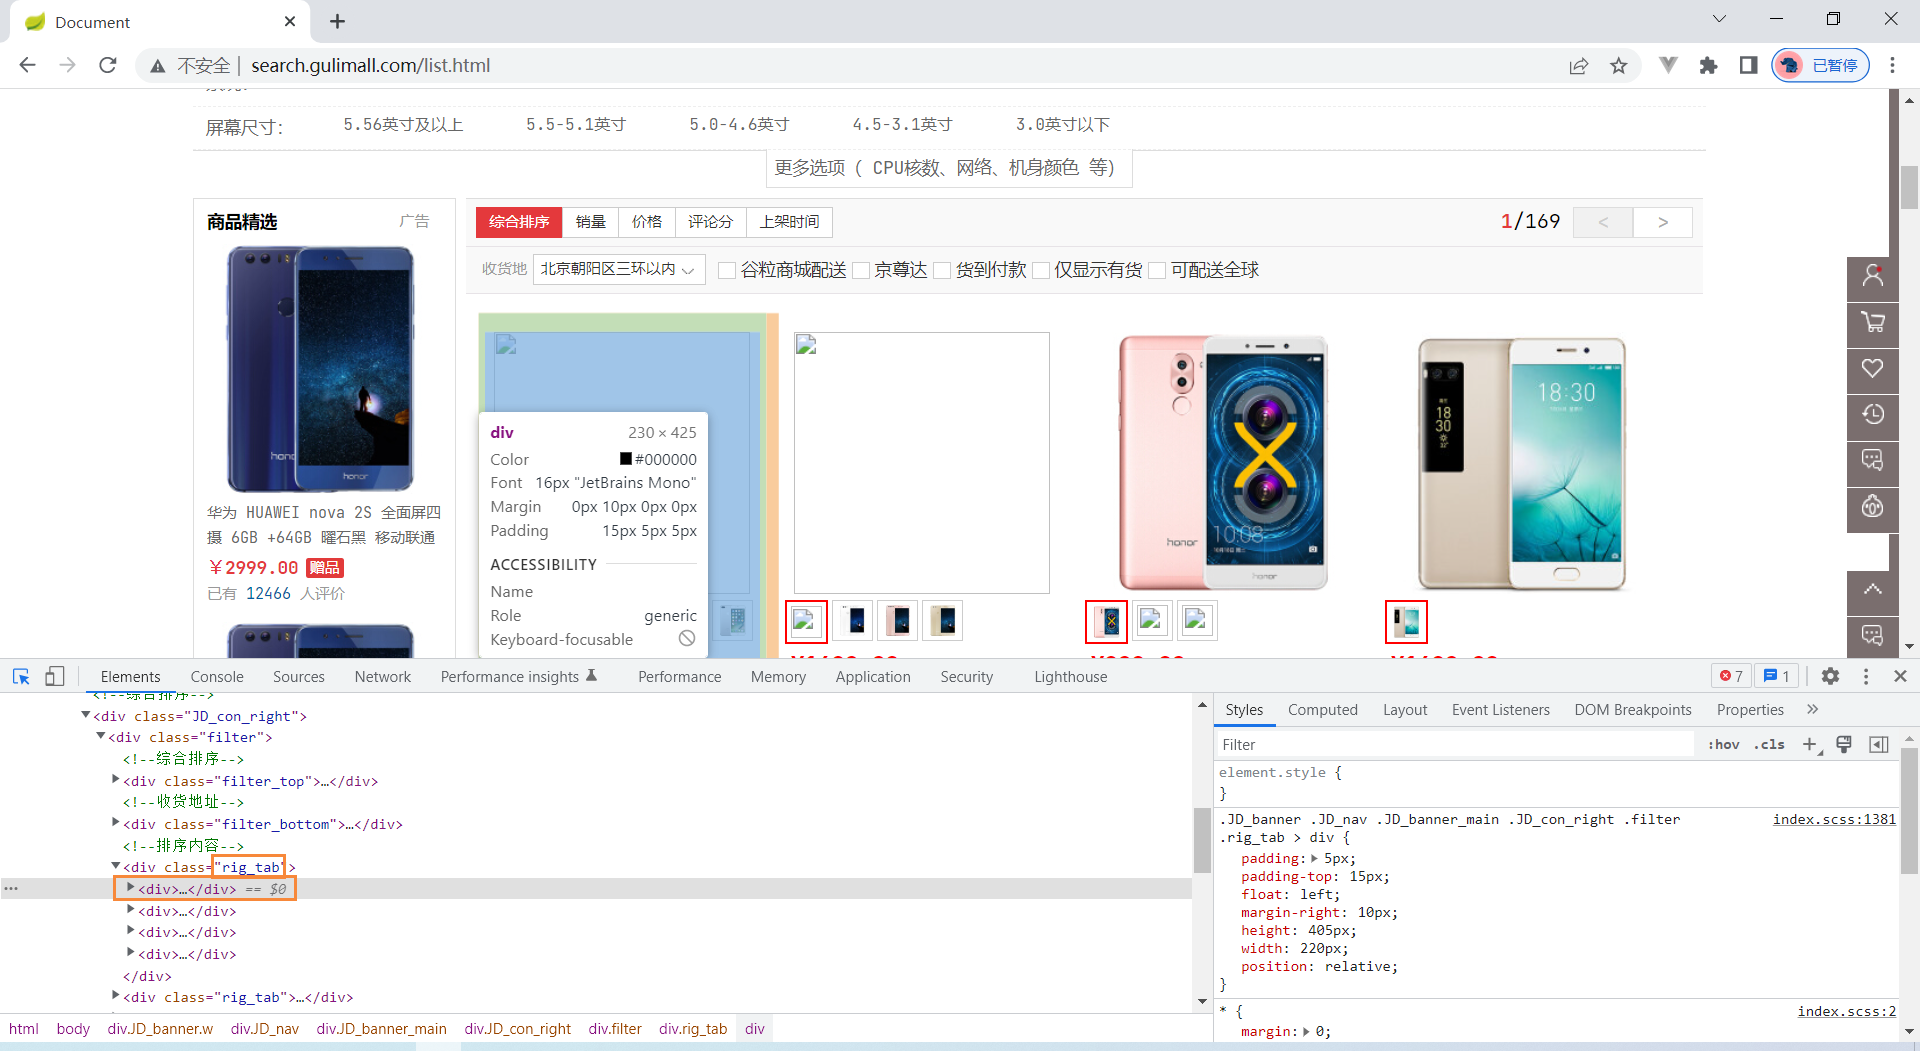 Document
不安全 | search.gulimall.com/list.html
已暂停
屏幕尺寸： 5.56英寸及以上 5.5-5.1英寸 5.0-4.6英寸 4.5-3.1英寸 3.0英寸以下
更多选项（ CPU核数、网络、机身颜色 等）
商品精选 广告
综合排序 销量 价格 评论分 上架时间
1/169 < >
收货地 北京朝阳区三环以内
谷粒商城配送 京尊达 货到付款 仅显示有货 可配送全球
honor
华为 HUAWEI nova 2S 全面屏四
摄 6GB +64GB 曜石黑 移动联通
￥2999.00 赠品
已有 12466 人评价
div 230 × 425
Color #000000
Font 16px "JetBrains Mono"
Margin 0px 10px 0px 0px
Padding 15px 5px 5px
ACCESSIBILITY
Name
Role generic
Keyboard-focusable
honor
10:08
honor
18
30
18:30
Elements Console Sources Network Performance insights Performance Memory Application Security Lighthouse
7 1
<!--综合排序-->
<div class="JD_con_right">
<div class="filter">
<!--综合排序-->
<div class="filter_top">…</div>
<!--收货地址-->
<div class="filter_bottom">…</div>
<!--排序内容-->
<div class="rig_tab">
... <div>…</div> == $0
<div>…</div>
<div>…</div>
<div>…</div>
</div>
<div class="rig_tab">…</div>
html body div.JD_banner.w div.JD_nav div.JD_banner_main div.JD_con_right div.filter div.rig_tab div
Styles Computed Layout Event Listeners DOM Breakpoints Properties »
Filter :hov .cls +
element.style {
}
.JD_banner .JD_nav .JD_banner_main .JD_con_right .filter index.scss:1381
.rig_tab > div {
padding: 5px;
padding-top: 15px;
float: left;
margin-right: 10px;
height: 405px;
width: 220px;
position: relative;
}
* { index.scss:2
margin: 0;